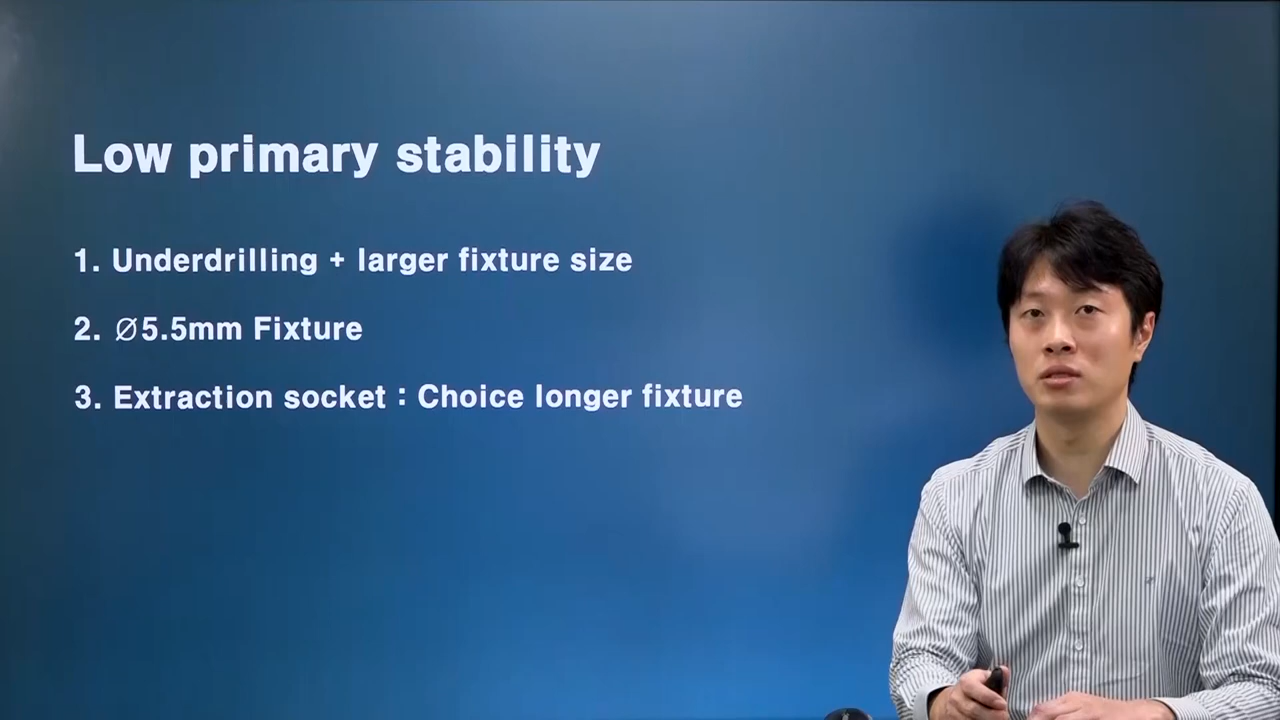 Low primary stability
1. Underdrilling + larger fixture size
2. ∅5.5mm Fixture
3. Extraction socket : Choice longer fixture